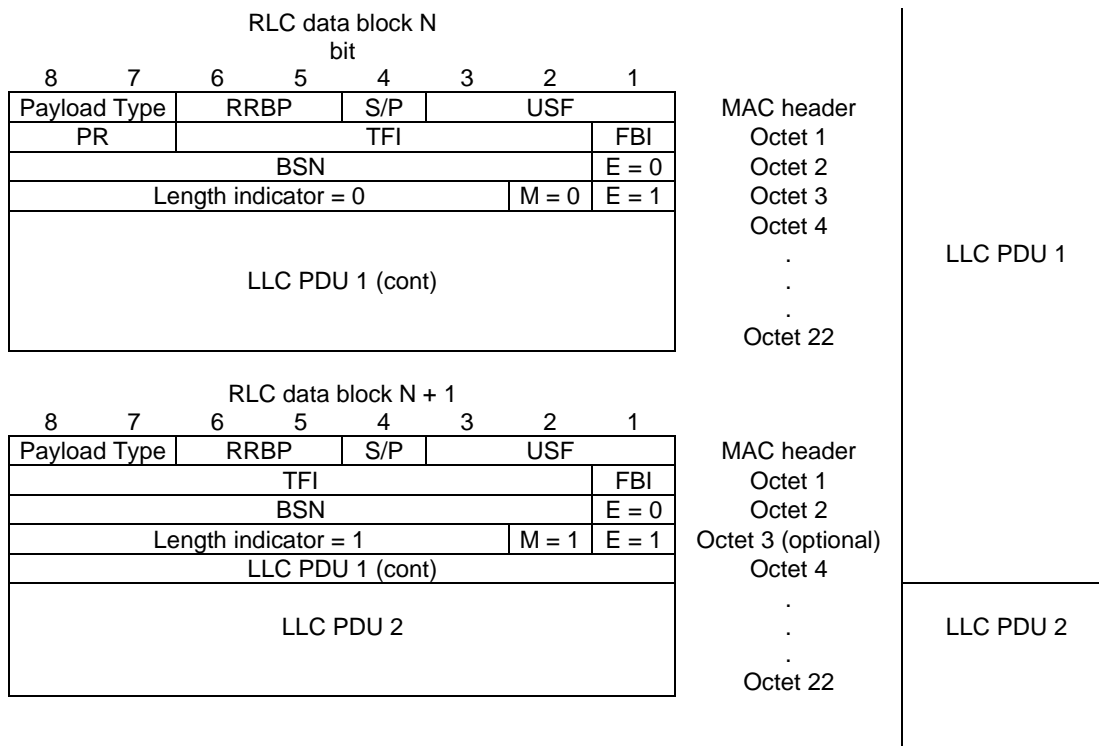 RLC data block N
bit
8 7 6 5 4 3 2 1
Payload Type RRBP S/P USF MAC header
PR TFI FBI Octet 1
BSN E = 0 Octet 2
Length indicator = 0 M = 0 E = 1 Octet 3
Octet 4
.
LLC PDU 1
LLC PDU 1 (cont)
.
.
Octet 22
RLC data block N + 1
8 7 6 5 4 3 2 1
Payload Type RRBP S/P USF MAC header
TFI FBI Octet 1
BSN E = 0 Octet 2
Length indicator = 1 M = 1 E = 1 Octet 3 (optional)
LLC PDU 1 (cont) Octet 4
.
LLC PDU 2 . LLC PDU 2
.
Octet 22